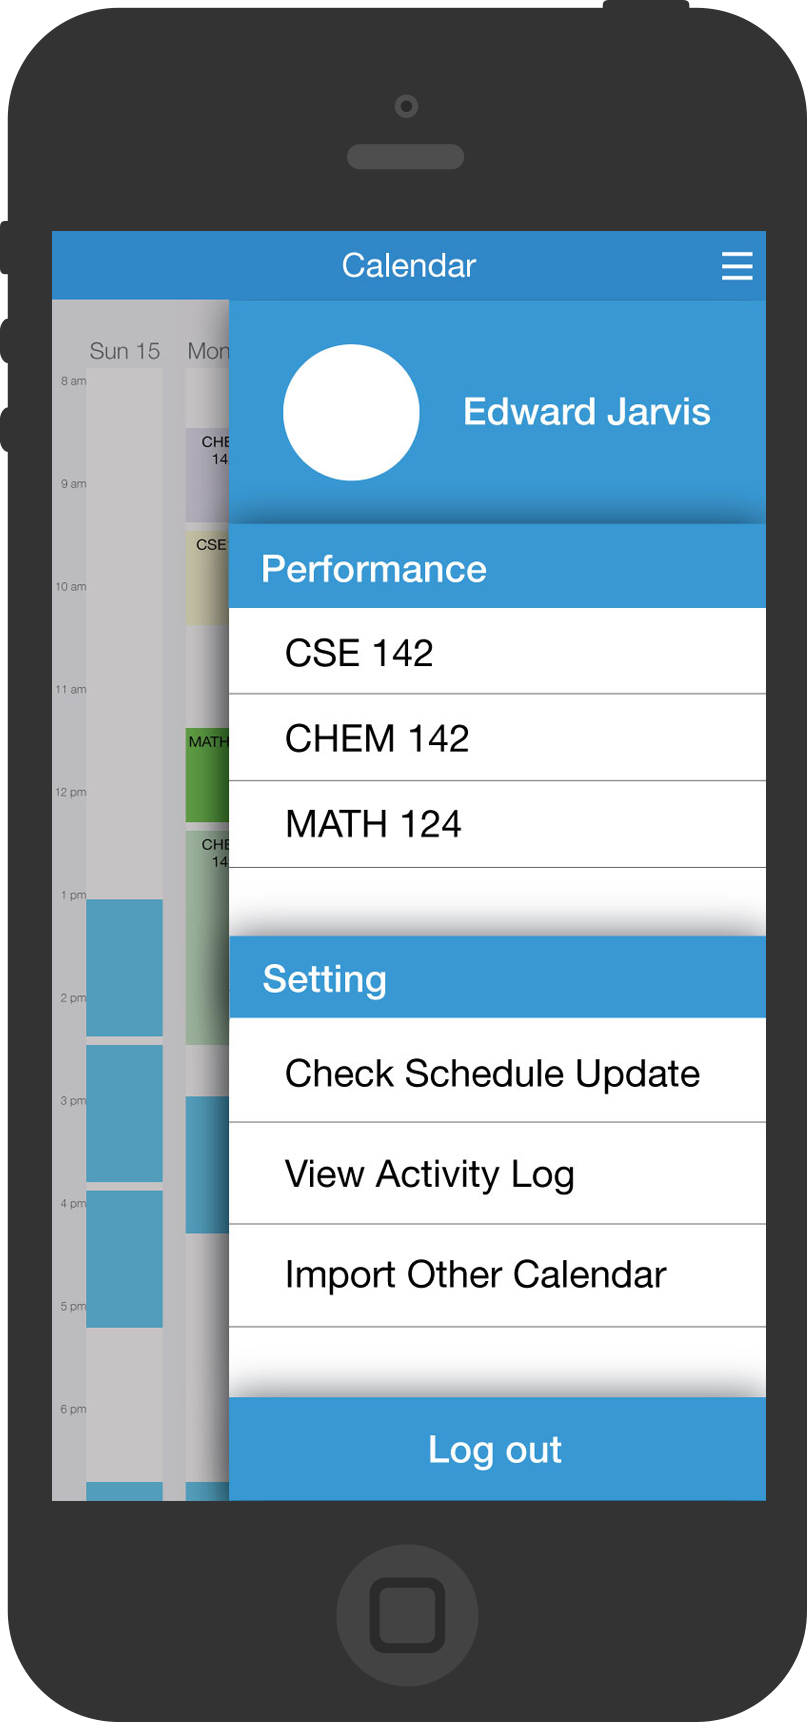 Calendar
Sun 15
Mon
8 am
9 am
10 am
11 am
12 pm
1 pm
2 pm
3 pm
4 pm
5 pm
6 pm
CHE
14
CSE
MATH
CHE
14
Edward Jarvis
Performance
CSE 142
CHEM 142
MATH 124
Setting
Check Schedule Update
View Activity Log
Import Other Calendar
Log out